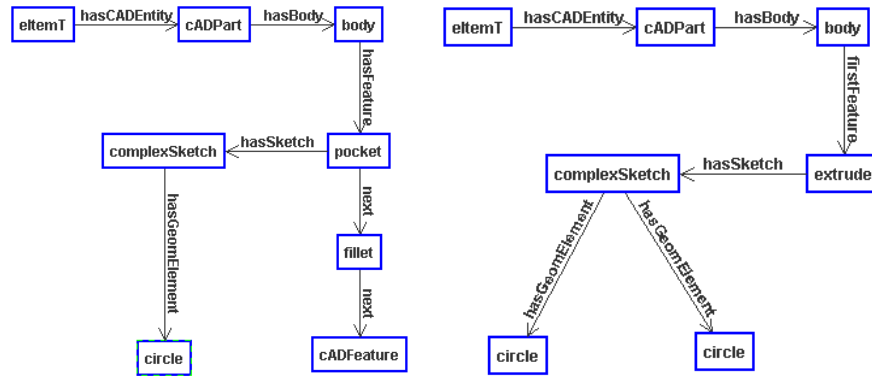 eItemT
hasCADEntity
cADPart
hasBody
body
hasFeature
pocket
hasSketch
complexSketch
hasGeomElement
circle
next
fillet
next
cADFeature
eItemT
hasCADEntity
cADPart
hasBody
body
firstFeature
extrude
hasSketch
complexSketch
hasGeomElement
hasGeomElement
circle
circle